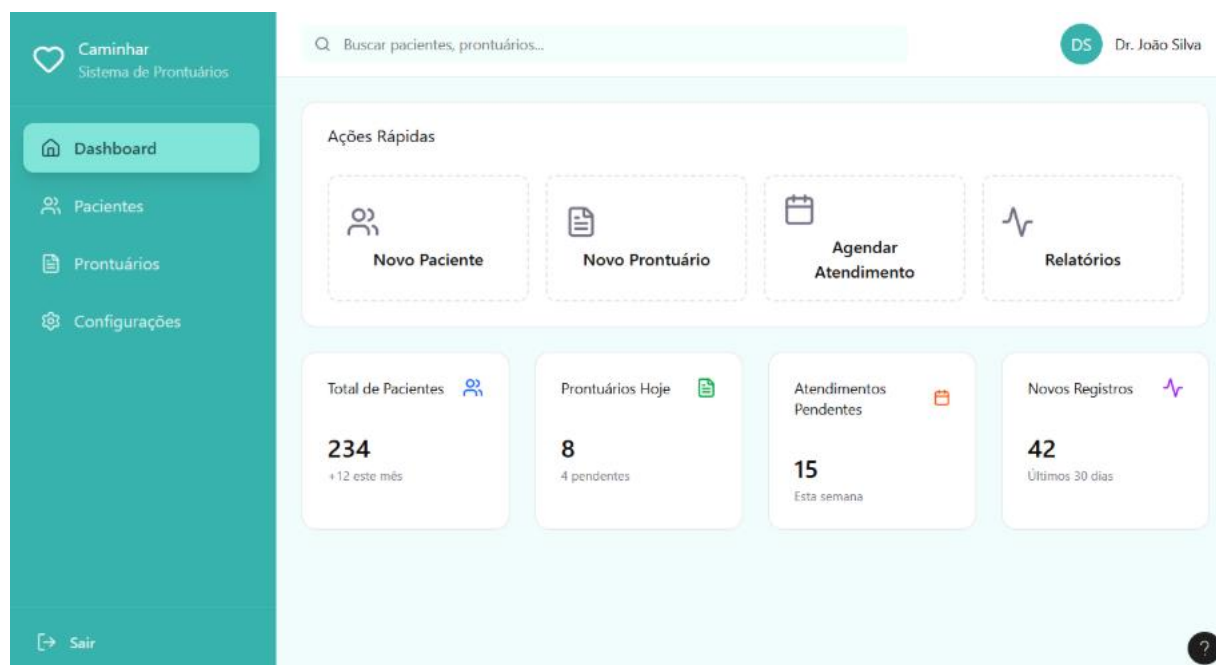 Caminhar
Sistema de Prontuários
Buscar pacientes, prontuários...
DS
Dr. João Silva
Dashboard
Pacientes
Prontuários
Configurações
Sair
Ações Rápidas
Novo Paciente
Novo Prontuário
Agendar
Atendimento
Relatórios
Total de Pacientes
234
+12 este mês
Prontuários Hoje
8
4 pendentes
Atendimentos
Pendentes
15
Esta semana
Novos Registros
42
Últimos 30 dias
?